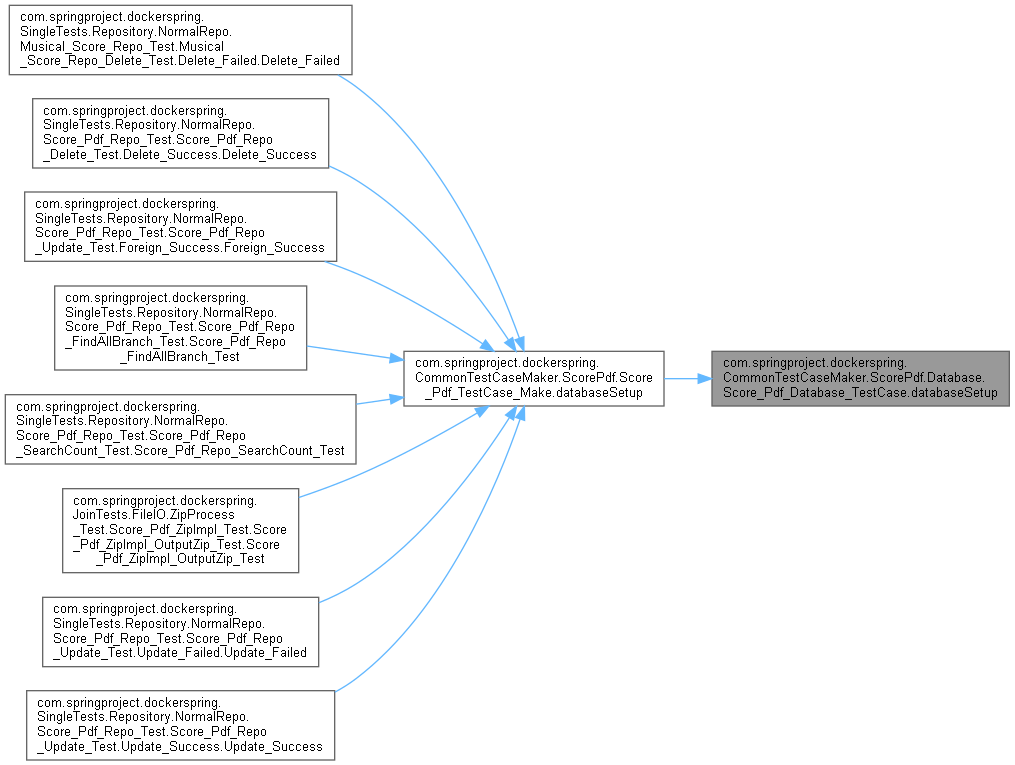 com.springproject.dockerspring.
SingleTests.Repository.NormalRepo.
Musical_Score_Repo_Test.Musical
_Score_Repo_Delete_Test.Delete_Failed.Delete_Failed
com.springproject.dockerspring.
SingleTests.Repository.NormalRepo.
Score_Pdf_Repo_Test.Score_Pdf_Repo
_Delete_Test.Delete_Success.Delete_Success
com.springproject.dockerspring.
SingleTests.Repository.NormalRepo.
Score_Pdf_Repo_Test.Score_Pdf_Repo
_Update_Test.Foreign_Success.Foreign_Success
com.springproject.dockerspring.
SingleTests.Repository.NormalRepo.
Score_Pdf_Repo_Test.Score_Pdf_Repo
_FindAllBranch_Test.Score_Pdf_Repo
_FindAllBranch_Test
com.springproject.dockerspring.
SingleTests.Repository.NormalRepo.
Score_Pdf_Repo_Test.Score_Pdf_Repo
_SearchCount_Test.Score_Pdf_Repo_SearchCount_Test
com.springproject.dockerspring.
JoinTests.FileIO.ZipProcess
_Test.Score_Pdf_ZipImpl_Test.Score
_Pdf_ZipImpl_OutputZip_Test.Score
_Pdf_ZipImpl_OutputZip_Test
com.springproject.dockerspring.
SingleTests.Repository.NormalRepo.
Score_Pdf_Repo_Test.Score_Pdf_Repo
_Update_Test.Update_Failed.Update_Failed
com.springproject.dockerspring.
SingleTests.Repository.NormalRepo.
Score_Pdf_Repo_Test.Score_Pdf_Repo
_Update_Test.Update_Success.Update_Success
com.springproject.dockerspring.
CommonTestCaseMaker.ScorePdf.Score
_Pdf_TestCase_Make.databaseSetup
com.springproject.dockerspring.
CommonTestCaseMaker.ScorePdf.Database.
Score_Pdf_Database_TestCase.databaseSetup